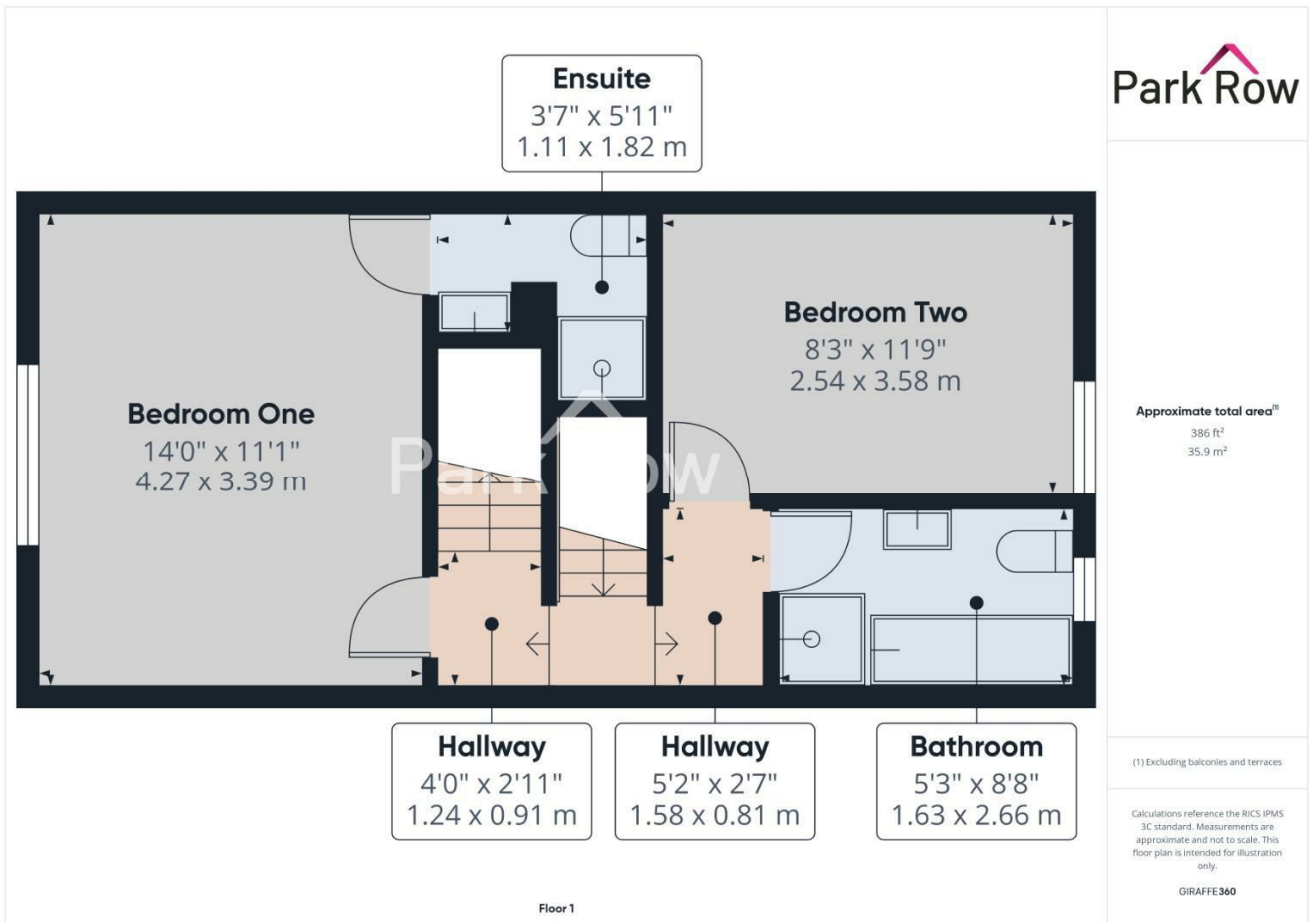 Ensuite
3'7" x 5'11"
1.11 x 1.82 m
Bedroom One
14'0" x 11'1"
4.27 x 3.39 m
Bedroom Two
8'3" x 11'9"
2.54 x 3.58 m
Park Row
Hallway
4'0" x 2'11"
1.24 x 0.91 m
Hallway
5'2" x 2'7"
1.58 x 0.81 m
Bathroom
5'3" x 8'8"
1.63 x 2.66 m
Floor 1
Park Row
Approximate total area⁽¹⁾
386 ft²
35.9 m²
(1) Excluding balconies and terraces
Calculations reference the RICS IPMS
3C standard. Measurements are
approximate and not to scale. This
floor plan is intended for illustration
only.
GIRAFFE360